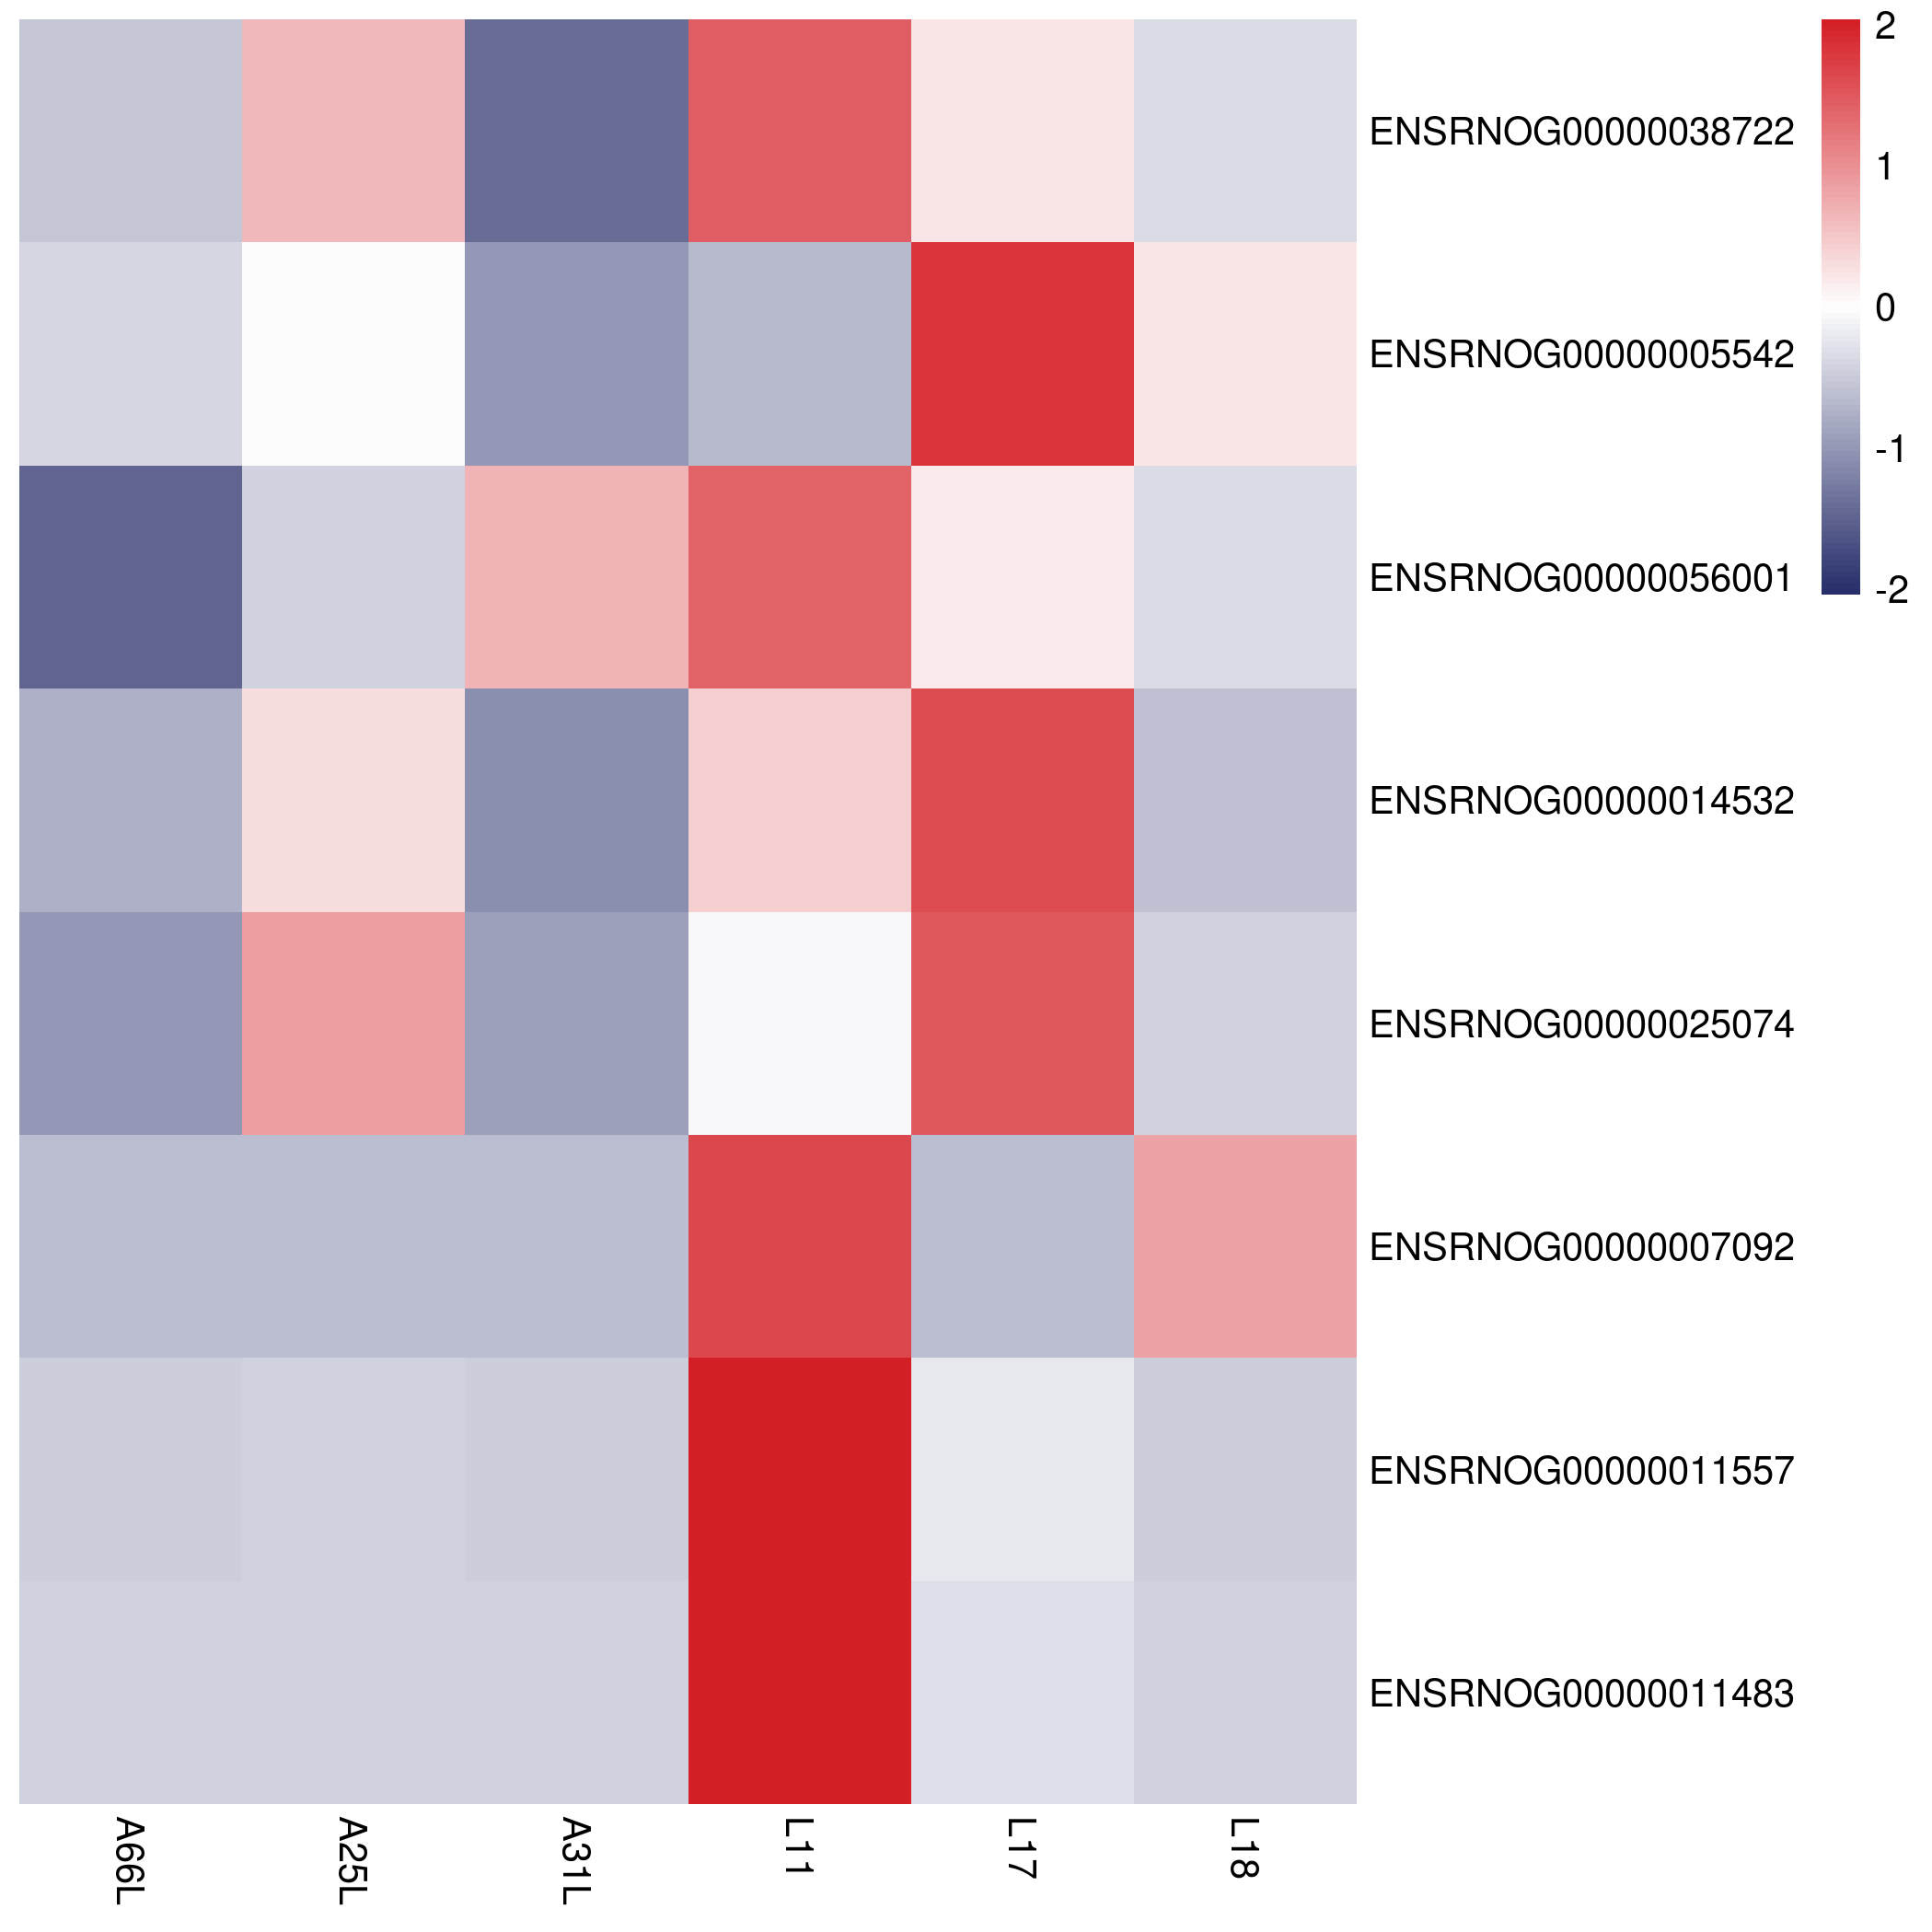 ENSRNOG00000038722
ENSRNOG00000005542
ENSRNOG00000056001
ENSRNOG00000014532
ENSRNOG00000025074
ENSRNOG00000007092
ENSRNOG00000011557
ENSRNOG00000011483
2
1
0
-1
-2
A66L
A25L
A31L
L11
L17
L18